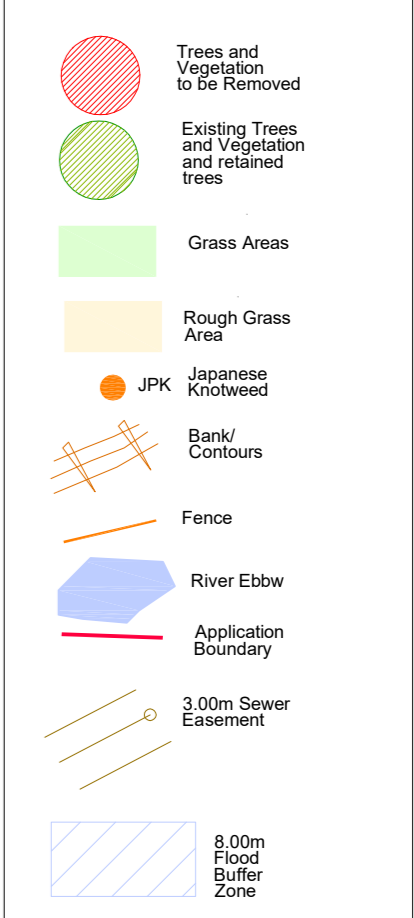 Trees and
Vegetation
to be Removed
Existing Trees
and Vegetation
and retained
trees
Grass Areas
Rough Grass
Area
JPK
Japanese
Knotweed
Bank/
Contours
Fence
River Ebbw
Application
Boundary
3.00m Sewer
Easement
8.00m
Flood
Buffer
Zone